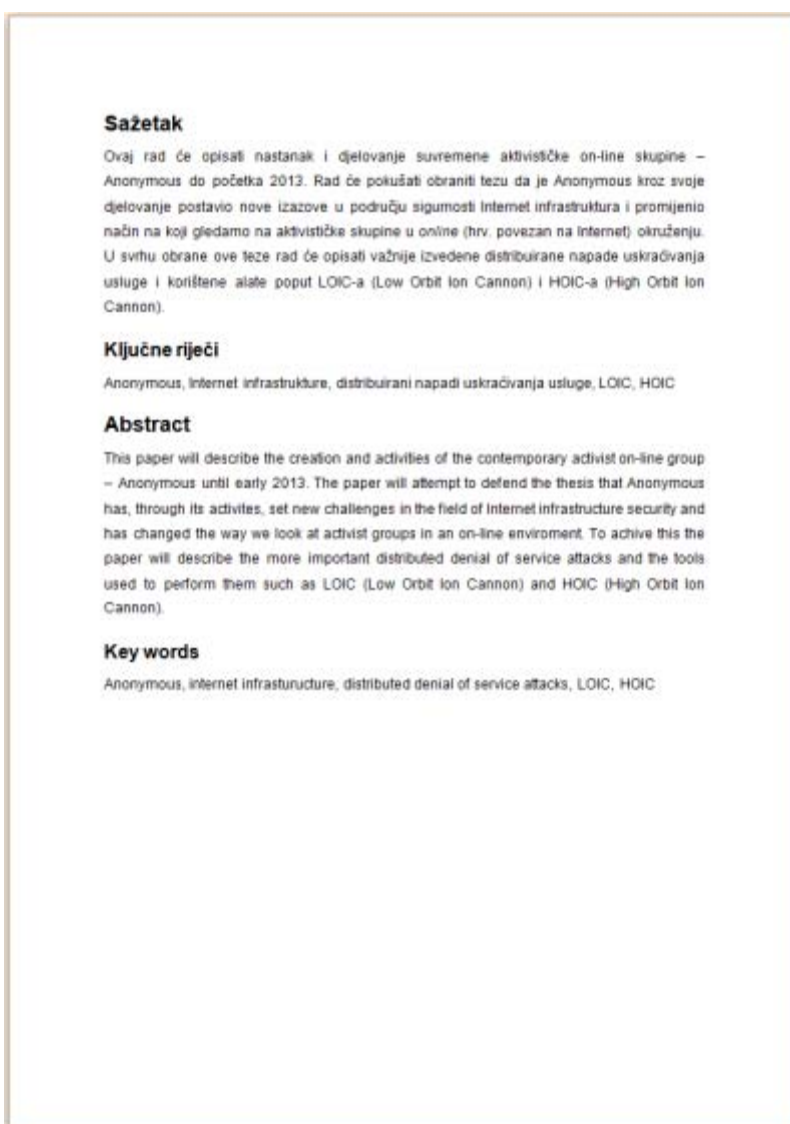 Sažetak
Ovaj rad će opisati nastanak i djelovanje suvremene aktivističke on-line skupine –
Anonymous do početka 2013. Rad će pokušati obraniti tezu da je Anonymous kroz svoje
djelovanje postavio nove izazove u području sigurnosti Internet infrastruktura i promijenio
način na koji gledamo na aktivističke skupine u online (hrv. povezan na Internet) okruženju.
U svrhu obrane ove teze rad će opisati važnije izvedene distribuirane napade uskraćivanja
usluge i korištene alate poput LOIC-a (Low Orbit Ion Cannon) i HOIC-a (High Orbit Ion
Cannon).
Ključne riječi
Anonymous, Internet infrastrukture, distribuirani napadi uskraćivanja usluge, LOIC, HOIC
Abstract
This paper will describe the creation and activities of the contemporary activist on-line group
– Anonymous until early 2013. The paper will attempt to defend the thesis that Anonymous
has, through its activites, set new challenges in the field of Internet infrastructure security and
has changed the way we look at activist groups in an on-line enviroment. To achive this the
paper will describe the more important distributed denial of service attacks and the tools
used to perform them such as LOIC (Low Orbit Ion Cannon) and HOIC (High Orbit Ion
Cannon).
Key words
Anonymous, internet infrasturucture, distributed denial of service attacks, LOIC, HOIC